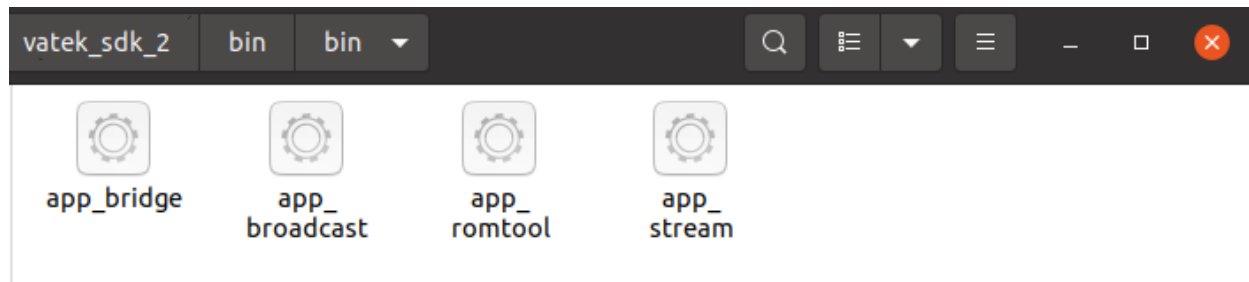 vatek_sdk_2 bin bin
app_bridge app_ app_ app_
broadcast romtool stream